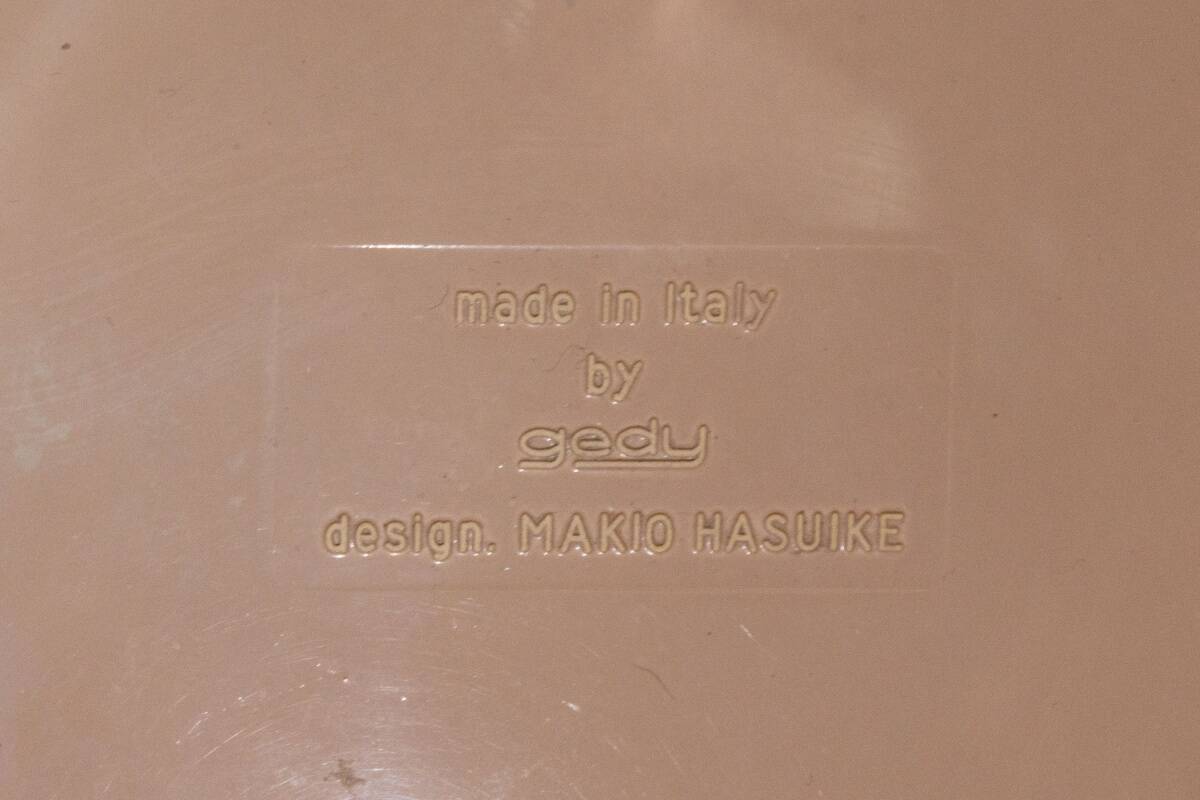 made in Italy
by
gedy
design. MAKIO HASUIKE